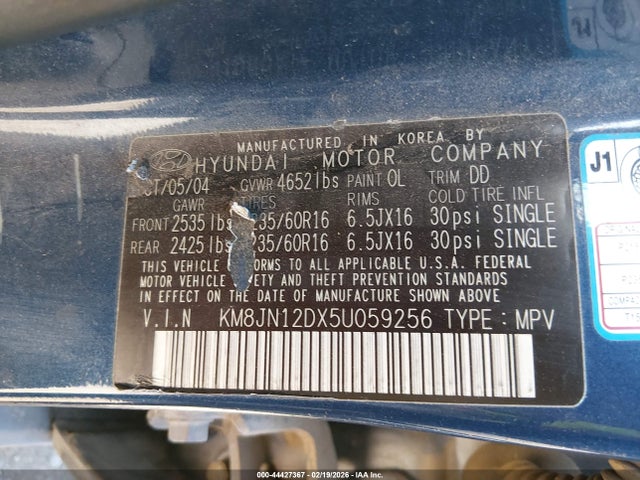 MANUFACTURED IN KOREA BY
HYUNDAI MOTOR COMPANY
/05/04 GVWR 4652lbs PAINT OL TRIM DD
GAWR RIMS COLD TIRE INFL
FRONT 2535 lbs 235/60R16 6.5JX16 30psi SINGLE
REAR 2425 lbs 235/60R16 6.5JX16 30psi SINGLE
THIS VEHICLE TO ALL APPLICABLE U.S.A. FEDERAL
MOTOR VEHICLE AND THEFT PREVENTION STANDARDS
IN EFFECT ON THE DATE OF MANUFACTURE SHOWN ABOVE
V.I.N KM8JN12DX5U059256 TYPE : MPV
J1
000-44427367 - 02/19/2026 - IAA Inc.